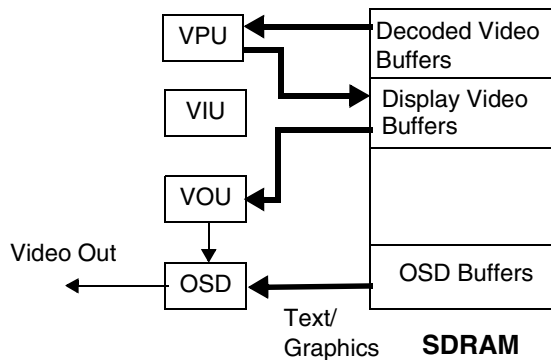 VPU
Decoded Video
Buffers
VIU
Display Video
Buffers
VOU
Video Out
OSD
OSD Buffers
Text/
Graphics
SDRAM